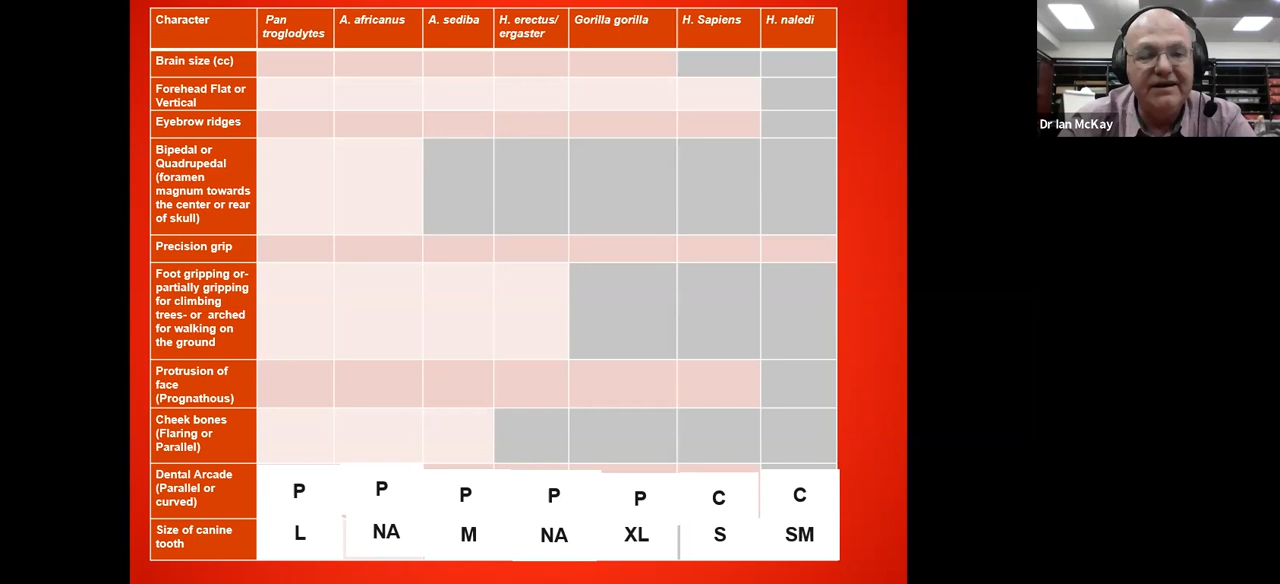 Character Pan troglodytes A. africanus A. sediba H. erectus/ ergaster Gorilla gorilla H. Sapiens H. naledi
Brain size (cc)
Forehead Flat or
Vertical
Eyebrow ridges
Bipedal or
Quadrupedal
(foramen
magnum towards
the center or rear
of skull)
Precision grip
Foot gripping or-
partially gripping
for climbing
trees- or arched
for walking on
the ground
Protrusion of
face
(Prognathous)
Cheek bones
(Flaring or
Parallel)
Dental Arcade
(Parallel or
curved)
P P P P P C C
Size of canine
tooth
L NA M NA XL S SM
Dr Ian McKay